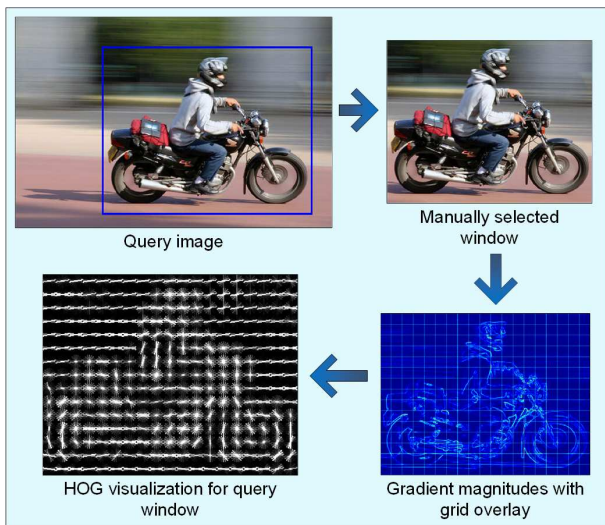 Query image
Manually selected
window
HOG visualization for query
window
Gradient magnitudes with
grid overlay